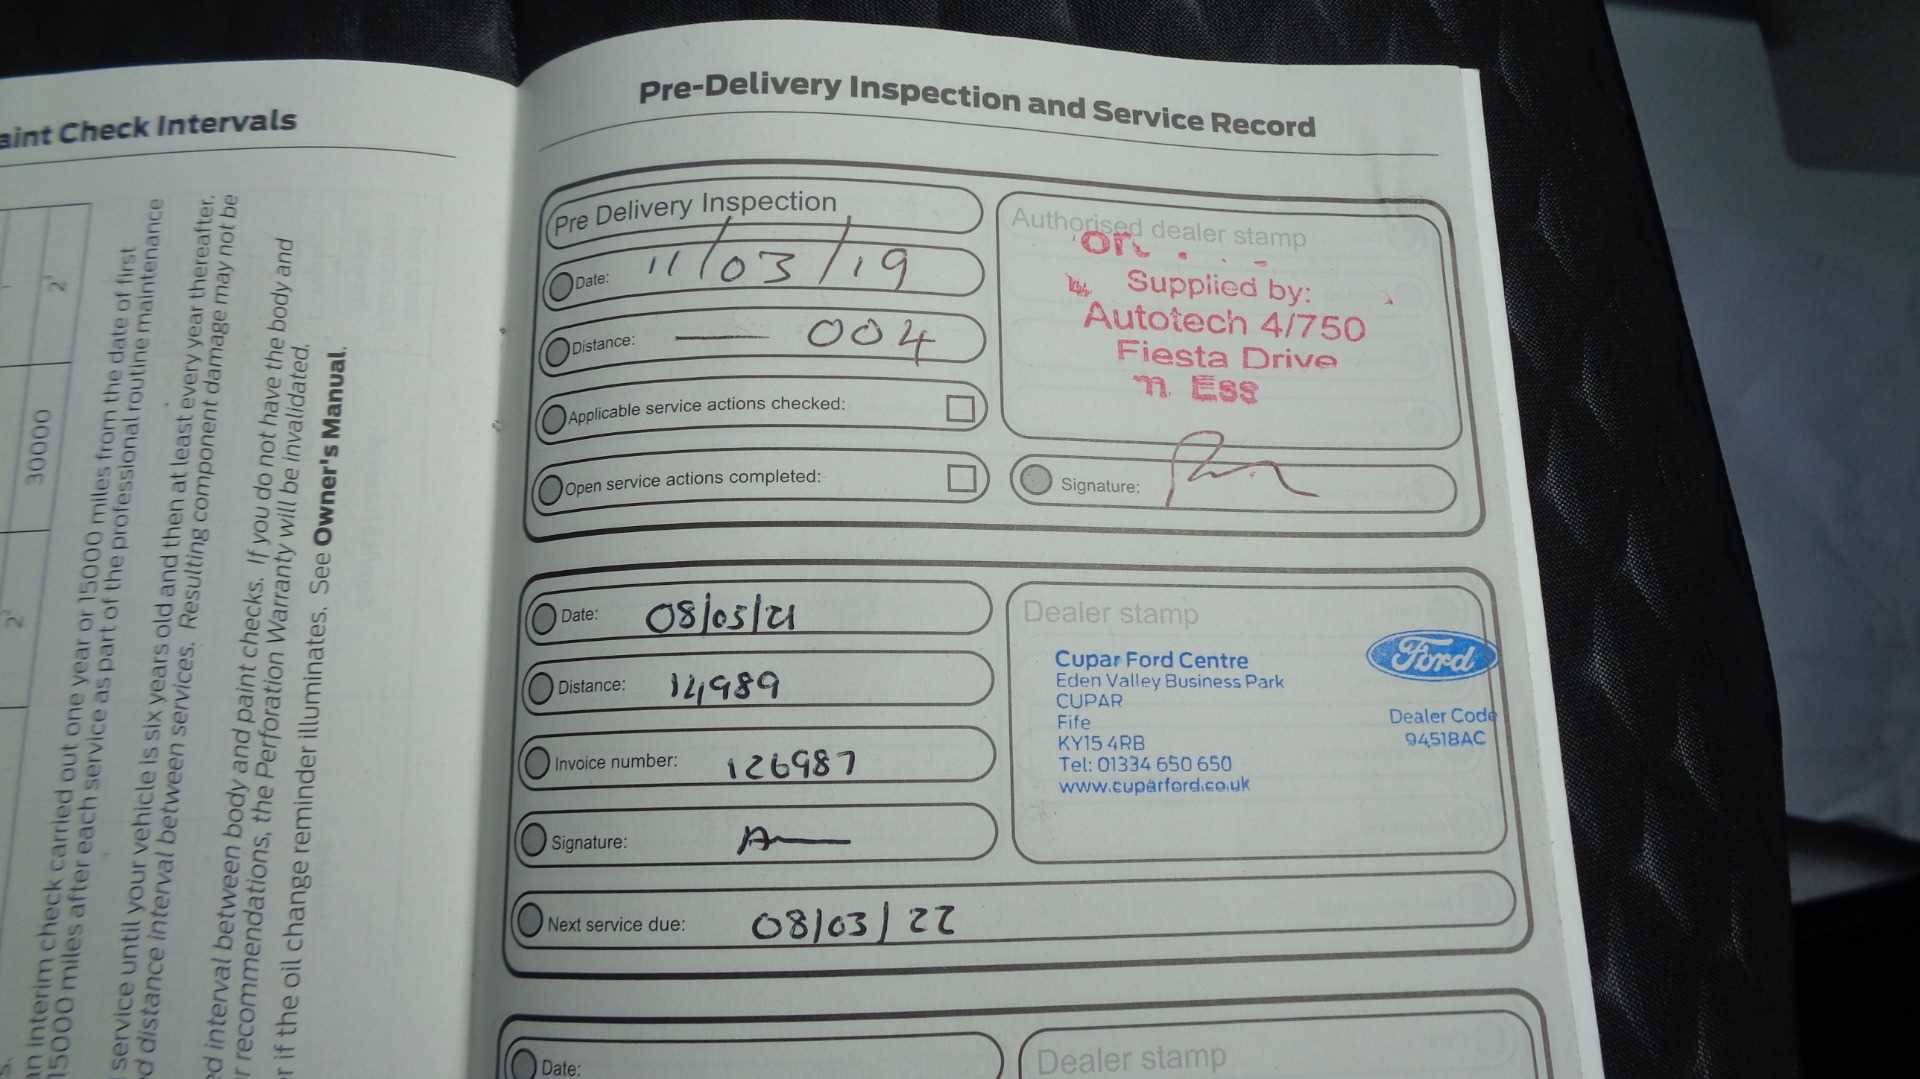 aint Check Intervals
2¹
30000
2²
an interim check carried out one year or 15000 miles from the date of first
15000 miles after each service as part of the professional routine maintenance
service until your vehicle is six years old and then at least every year thereafter.
d distance interval between services. Resulting component damage may not be
ed interval between body and paint checks. If you do not have the body and
r recommendations, the Perforation Warranty will be invalidated.
r if the oil change reminder illuminates. See Owner's Manual.
Pre-Delivery Inspection and Service Record
Pre Delivery Inspection
Date: 11/03/19
Distance: — 004
Applicable service actions checked:
Open service actions completed:
Authorised dealer stamp
Supplied by:
Autotech 4/750
Fiesta Drive
Ess
Signature:
Date: 08/03/21
Distance: 14989
Invoice number: 126987
Signature:
Next service due: 08/03/22
Dealer stamp
Cupar Ford Centre
Eden Valley Business Park
CUPAR
Fife
KY15 4RB
Tel: 01334 650 650
www.cuparford.co.uk
Ford
Dealer Code
94518AC
Date:
Dealer stamp